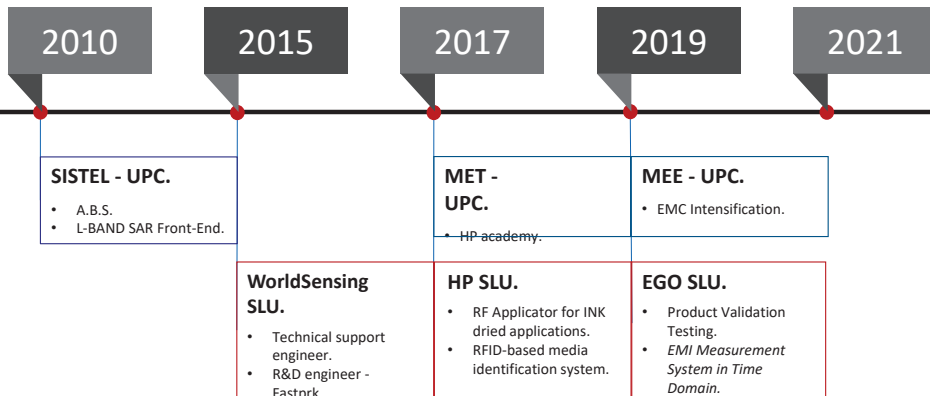 2010
2015
2017
2019
2021
SISTEL - UPC.
• A.B.S.
• L-BAND SAR Front-End.
MET -
UPC.
• HP academy.
MEE - UPC.
• EMC Intensification.
WorldSensing
SLU.
• Technical support
engineer.
• R&D engineer -
Fastprk
HP SLU.
• RF Applicator for INK
dried applications.
• RFID-based media
identification system.
EGO SLU.
• Product Validation
Testing.
• EMI Measurement
System in Time
Domain.